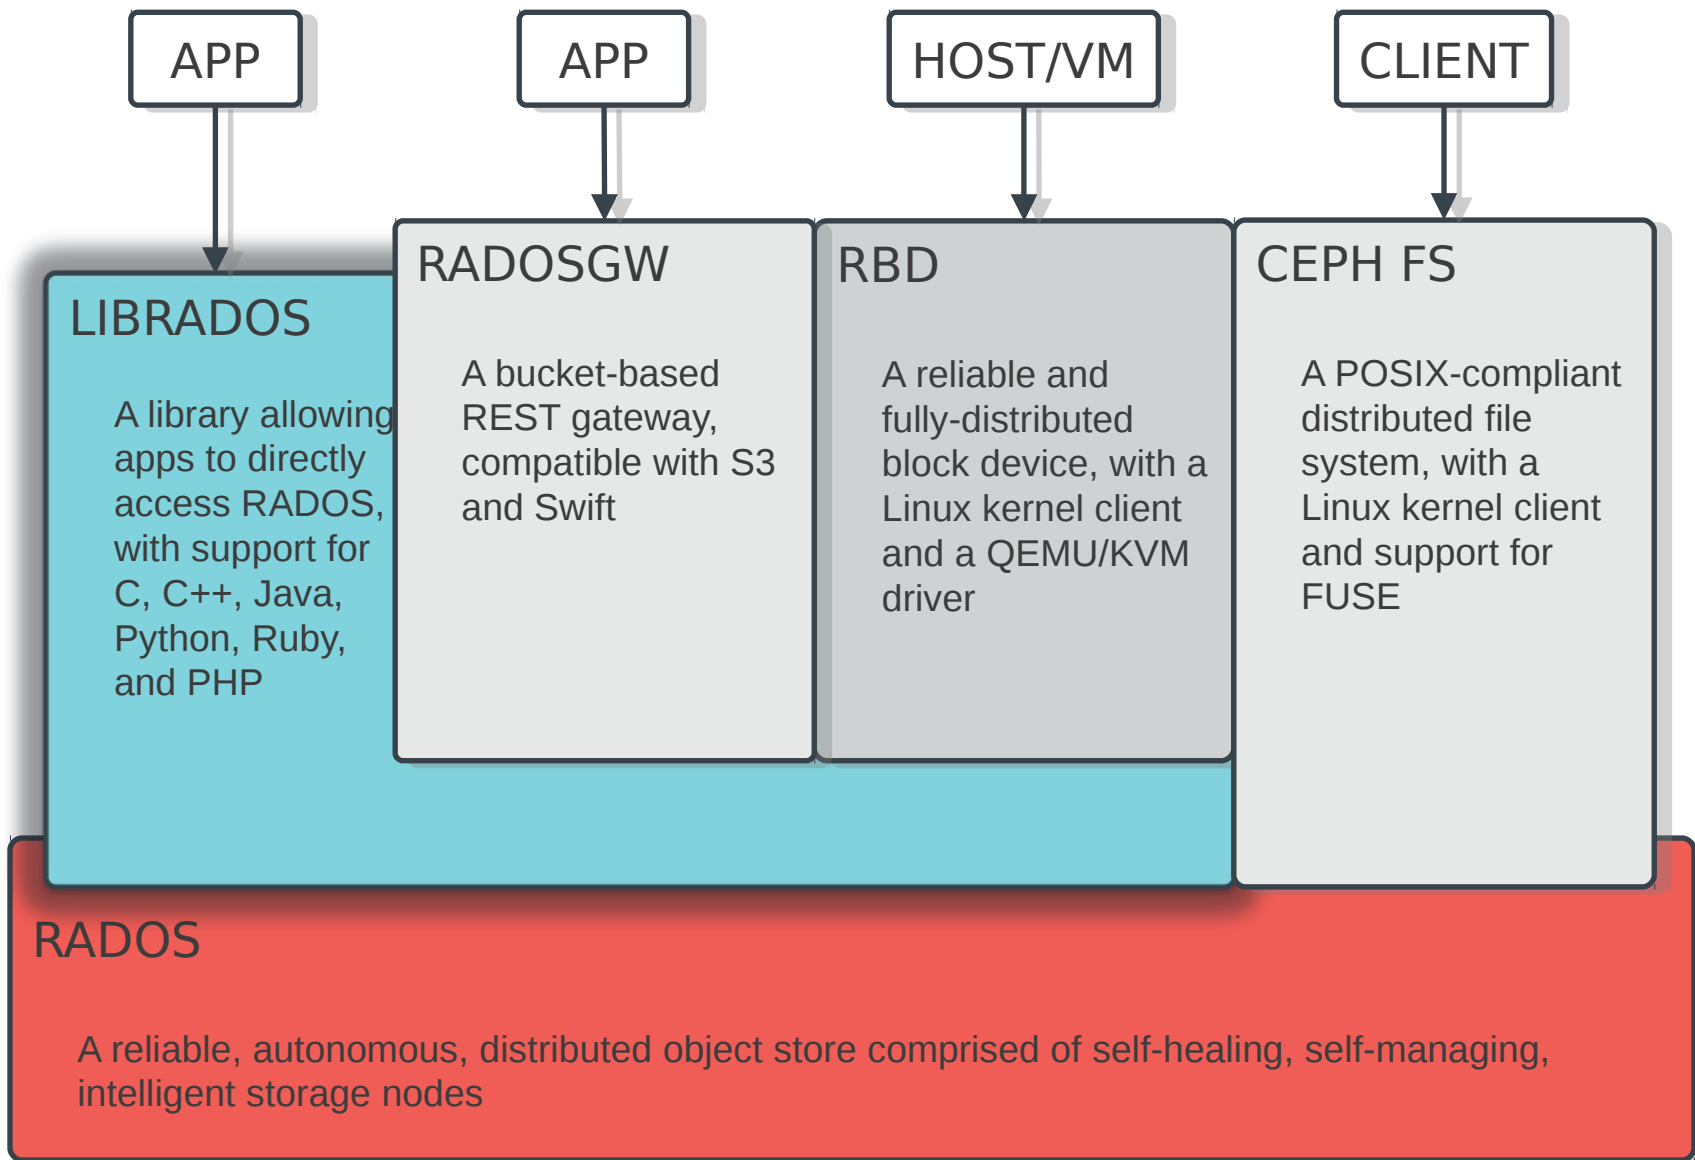 APP
APP
HOST/VM
CLIENT
LIBRADOS
A library allowing
apps to directly
access RADOS,
with support for
C, C++, Java,
Python, Ruby,
and PHP
RADOSGW
A bucket-based
REST gateway,
compatible with S3
and Swift
RBD
A reliable and
fully-distributed
block device, with a
Linux kernel client
and a QEMU/KVM
driver
CEPH FS
A POSIX-compliant
distributed file
system, with a
Linux kernel client
and support for
FUSE
RADOS
A reliable, autonomous, distributed object store comprised of self-healing, self-managing,
intelligent storage nodes